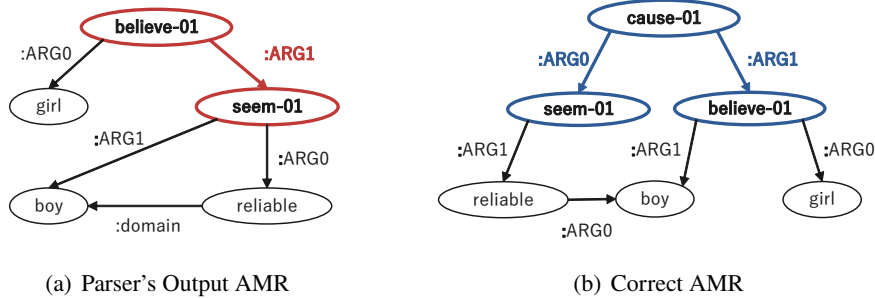 believe-01
:ARG0
:ARG1
girl
seem-01
:ARG1
:ARG0
boy
reliable
:domain
(a) Parser's Output AMR
cause-01
:ARG0
:ARG1
seem-01
believe-01
:ARG1
:ARG1
:ARG0
reliable
boy
girl
:ARG0
(b) Correct AMR